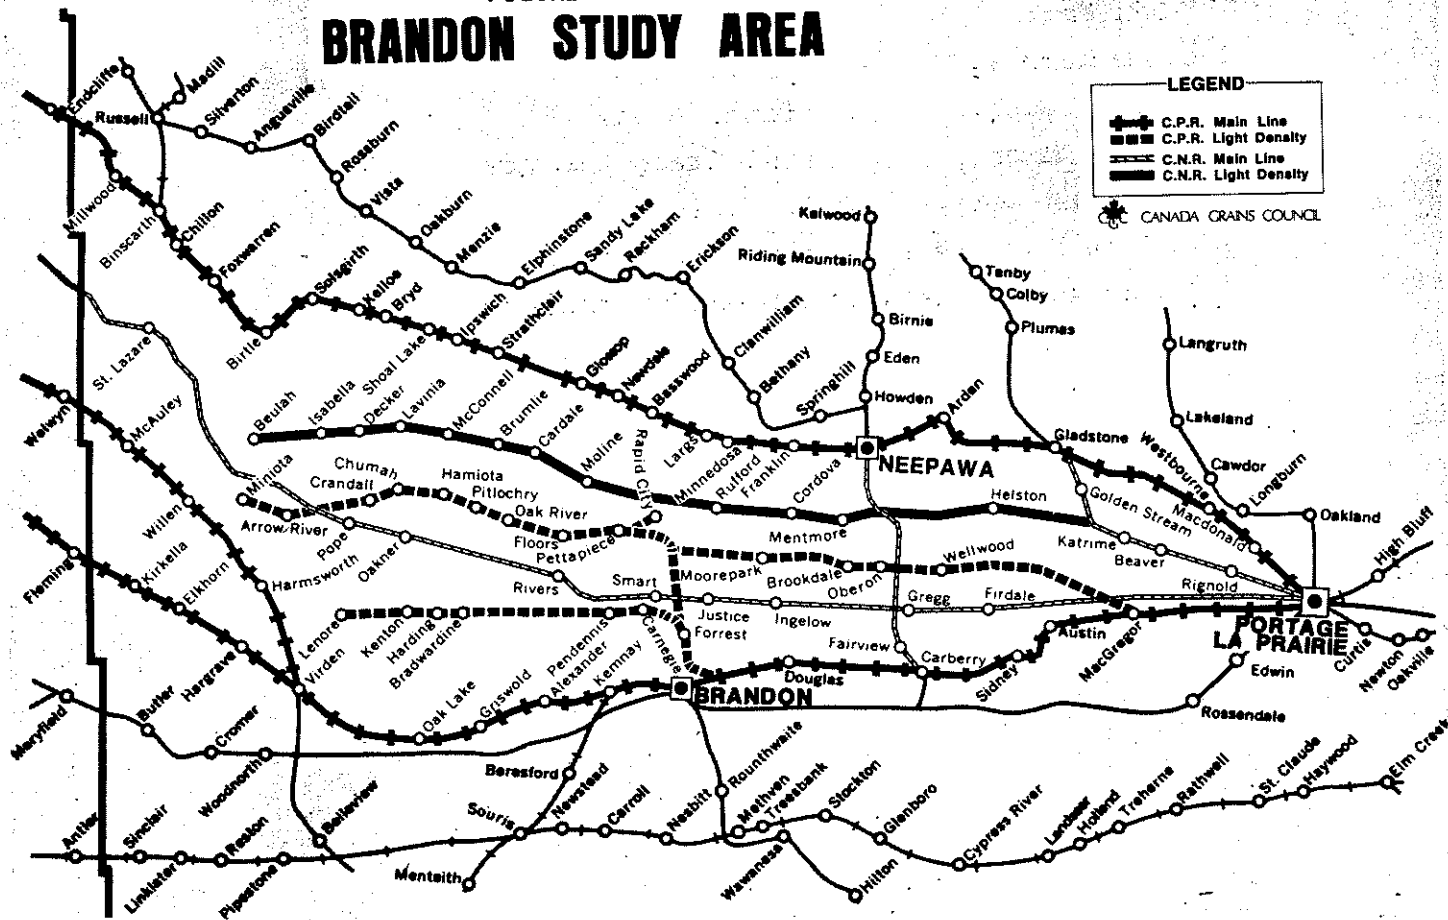 BRANDON STUDY AREA
LEGEND
C.P.R. Main Line
C.P.R. Light Density
C.N.R. Main Line
C.N.R. Light Density
CGC CANADA GRAINS COUNCIL
Endcliffe
Madill
Russell
Silverton
Angusville
Birdtail
Rossburn
Vista
Oakburn
Menzie
Elphinstone
Sandy Lake
Rackham
Erickson
Clanwilliam
Bethany
Springhill
Kelwood
Riding Mountain
Birnie
Eden
Howden
Tenby
Colby
Plumas
Langruth
Lakeland
Cawdor
Longburn
Oakland
High Bluff
Millwood
Binscarth
Chillon
Foxwarren
Birtle
Solsgirth
Kelloe
Bryd
Shoal Lake
Ipswich
Strathclair
Glossop
Newdale
Basswood
Largs
Minnedosa
Rufford
Franklin
Cordova
NEEPAWA
Arden
Gladstone
Westbourne
Macdonald
Golden Stream
Katrime
Beaver
Rignold
PORTAGE
LA PRAIRIE
St. Lazare
Beulah
Isabella
Decker
Lavinia
McConnell
Brumlie
Cardale
Moline
Rapid City
Mentmore
Helston
Welwyn
McAuley
Willen
Harmsworth
Miniota
Arrow River
Crandall
Chumah
Hamiota
Pitlochry
Oak River
Floors
Pettapiece
Pope
Oakner
Rivers
Smart
Justice
Ingelow
Gregg
Firdale
Moorepark
Brookdale
Oberon
Wellwood
Fleming
Kirkella
Elkhorn
Hargrave
Virden
Lenore
Kenton
Harding
Bradwardine
Pendennis
Carnegie
Forrest
Oak Lake
Griswold
Alexander
Kemnay
BRANDON
Douglas
Fairview
Carberry
Sidney
Austin
MacGregor
Edwin
Rossendale
Curtis
Newton
Oakville
Maryfield
Butler
Cromer
Woodnorth
Belleview
Beresford
Souris
Menteith
Newstead
Carroll
Nesbitt
Rounthwaite
Methven
Treesbank
Wawanesa
Hilton
Stockton
Glenboro
Cypress River
Landseer
Holland
Treherne
Rathwell
St. Claude
Haywood
Elm Creek
Antler
Sinclair
Linklater
Reston
Pipestone